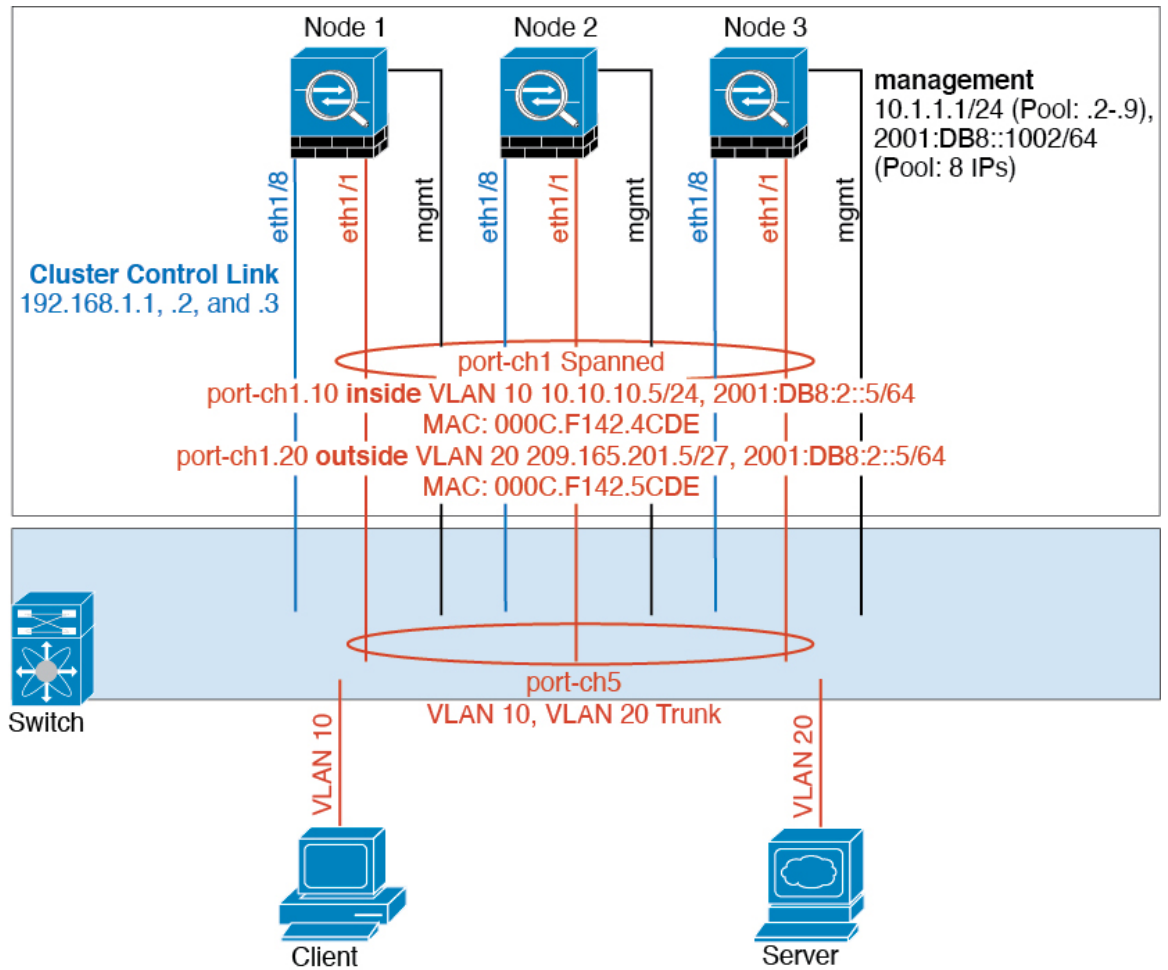 Node 1
Node 2
Node 3
management
10.1.1.1/24 (Pool: .2-.9),
2001:DB8::1002/64
(Pool: 8 IPs)
eth1/8
eth1/1
mgmt
eth1/8
eth1/1
mgmt
eth1/8
eth1/1
mgmt
Cluster Control Link
192.168.1.1, .2, and .3
port-ch1 Spanned
port-ch1.10 inside VLAN 10 10.10.10.5/24, 2001:DB8:2::5/64
MAC: 000C.F142.4CDE
port-ch1.20 outside VLAN 20 209.165.201.5/27, 2001:DB8:2::5/64
MAC: 000C.F142.5CDE
Switch
port-ch5
VLAN 10, VLAN 20 Trunk
VLAN 10
VLAN 20
Client
Server